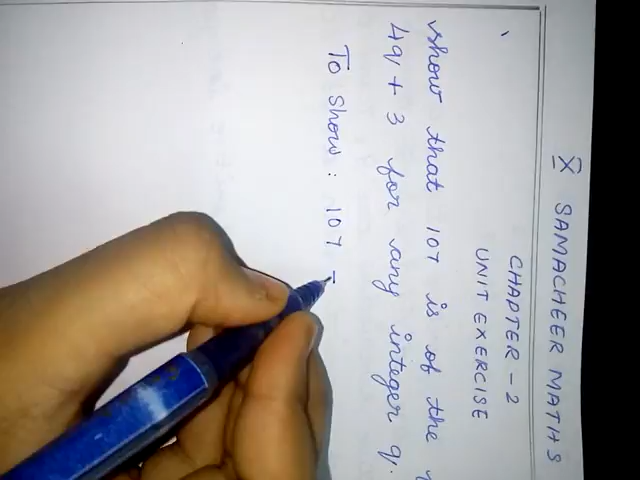 X SAMACHEER MATHS
CHAPTER - 2
UNIT EXERCISE
Show that 107 is of the
4q + 3 for any integer q.
To Show : 107 =